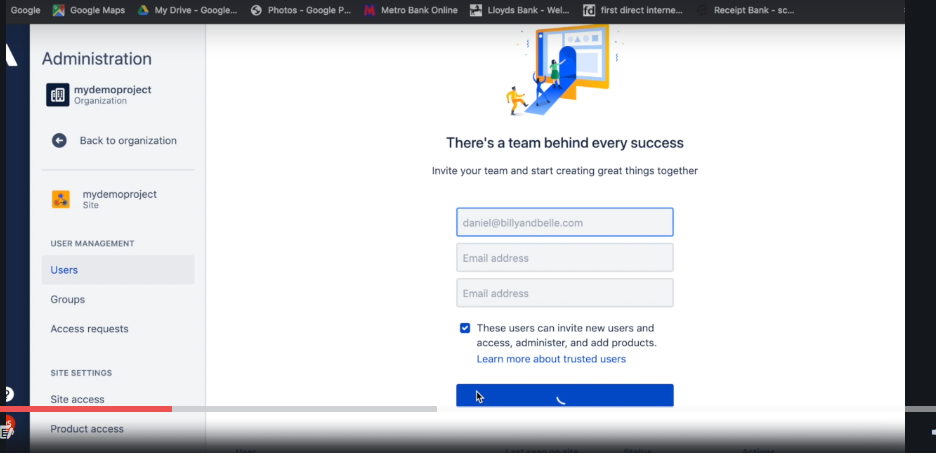 Google Google Maps My Drive - Google... Photos - Google P... Metro Bank Online Lloyds Bank - Wel... fd first direct interne... Receipt Bank - sc...
Administration
mydemoproject
Organization
Back to organization
mydemoproject
Site
USER MANAGEMENT
Users
Groups
Access requests
SITE SETTINGS
Site access
Product access
There's a team behind every success
Invite your team and start creating great things together
daniel@billyandbelle.com
Email address
Email address
These users can invite new users and
access, administer, and add products.
Learn more about trusted users